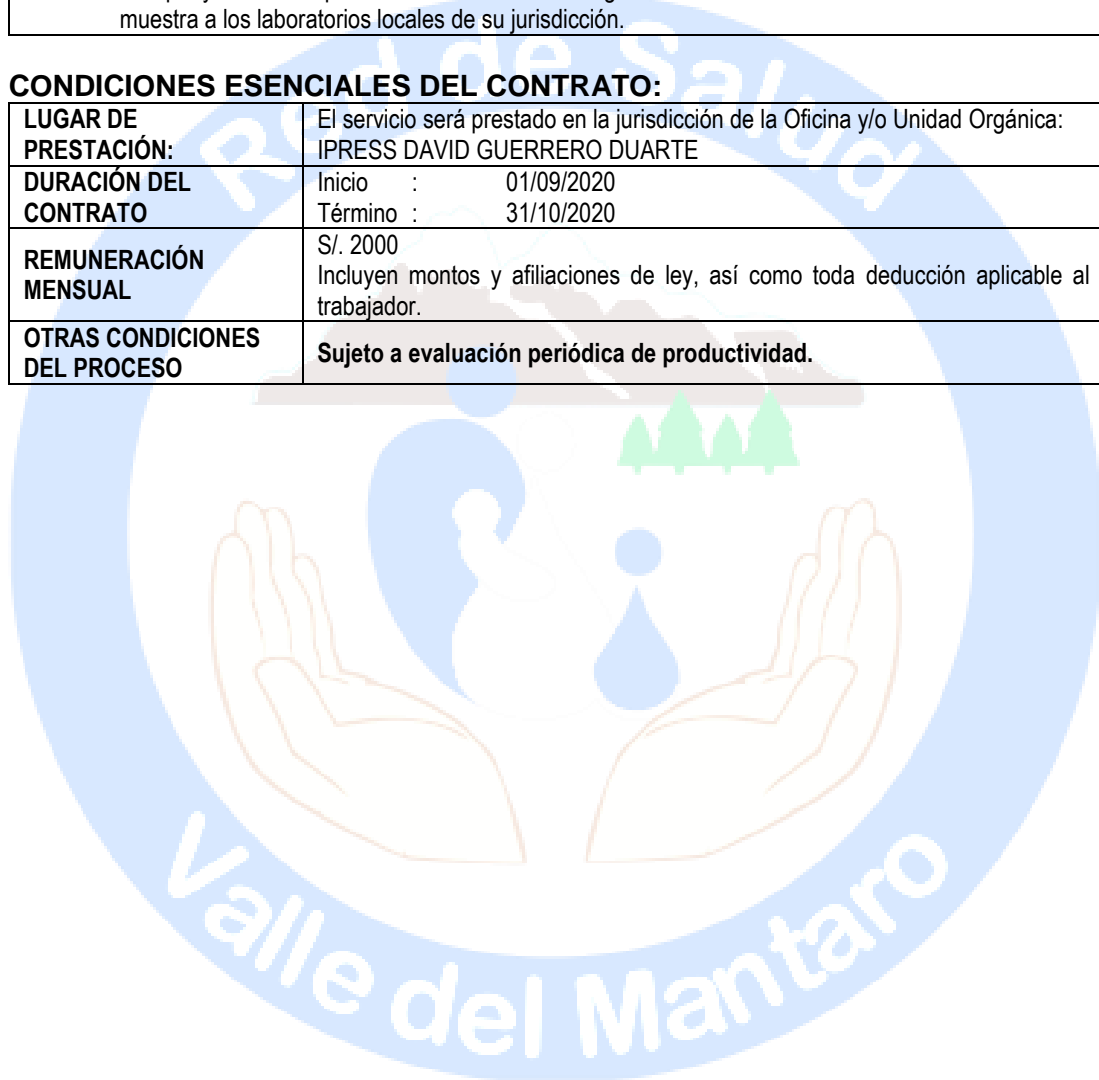 muestra a los laboratorios locales de su jurisdicción.
CONDICIONES ESENCIALES DEL CONTRATO:
LUGAR DE PRESTACIÓN:
El servicio será prestado en la jurisdicción de la Oficina y/o Unidad Orgánica:
IPRESS DAVID GUERRERO DUARTE
DURACIÓN DEL CONTRATO
Inicio : 01/09/2020
Término : 31/10/2020
REMUNERACIÓN MENSUAL
S/. 2000
Incluyen montos y afiliaciones de ley, así como toda deducción aplicable al
trabajador.
OTRAS CONDICIONES DEL PROCESO
Sujeto a evaluación periódica de productividad.
Red de Salud
Valle del Mantaro